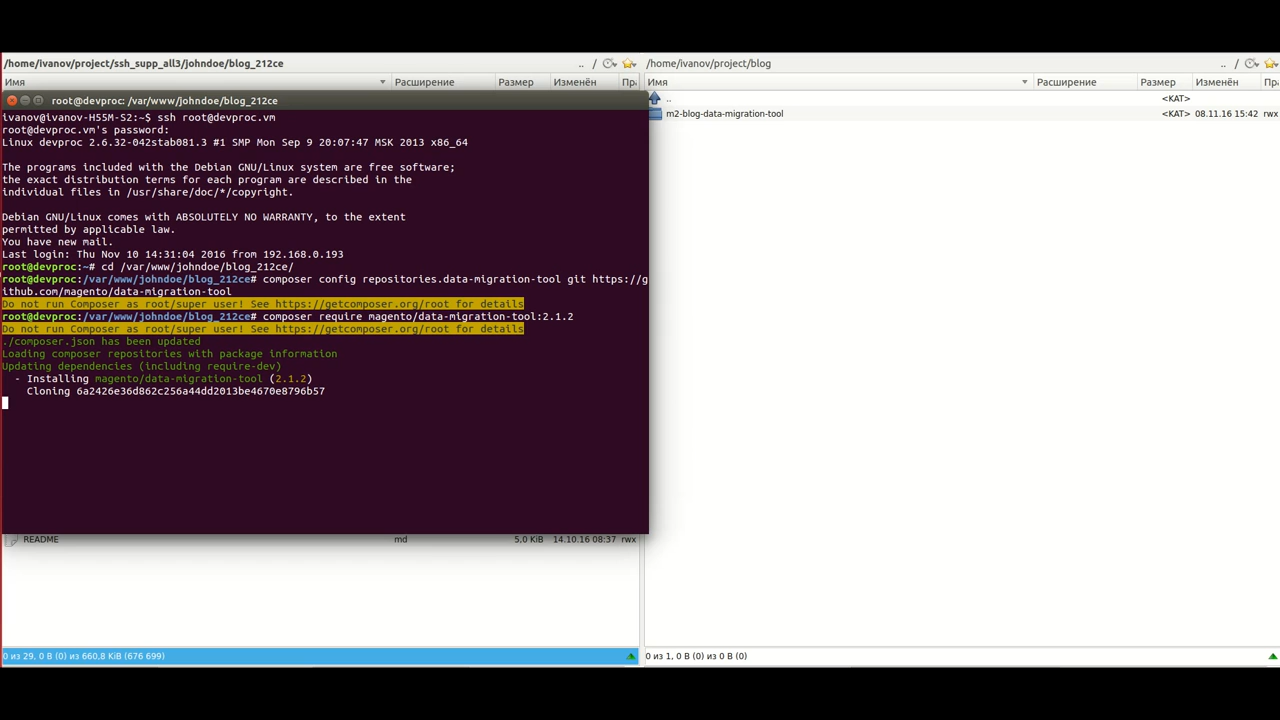 /home/ivanov/project/ssh_supp_all3/johndoe/blog_212ce
.. /
Имя Расширение Размер Изменён Пр
root@devproc: /var/www/johndoe/blog_212ce
ivanov@ivanov-H55M-S2:~$ ssh root@devproc.vm
root@devproc.vm's password:
Linux devproc 2.6.32-042stab081.3 #1 SMP Mon Sep 9 20:07:47 MSK 2013 x86_64
The programs included with the Debian GNU/Linux system are free software;
the exact distribution terms for each program are described in the
individual files in /usr/share/doc/*/copyright.
Debian GNU/Linux comes with ABSOLUTELY NO WARRANTY, to the extent
permitted by applicable law.
You have new mail.
Last login: Thu Nov 10 14:31:04 2016 from 192.168.0.193
root@devproc:~# cd /var/www/johndoe/blog_212ce/
root@devproc:/var/www/johndoe/blog_212ce# composer config repositories.data-migration-tool git https://g
ithub.com/magento/data-migration-tool
Do not run Composer as root/super user! See https://getcomposer.org/root for details
root@devproc:/var/www/johndoe/blog_212ce# composer require magento/data-migration-tool:2.1.2
Do not run Composer as root/super user! See https://getcomposer.org/root for details
./composer.json has been updated
Loading composer repositories with package information
Updating dependencies (including require-dev)
- Installing magento/data-migration-tool (2.1.2)
Cloning 6a2426e36d862c256a44dd2013be4670e8796b57
README md 5,0 KiB 14.10.16 08:37 rwx
0 из 29, 0 B (0) из 660,8 KiB (676 699)
/home/ivanov/project/blog
.. /
Имя Расширение Размер Изменён Пр
.. <КАТ>
m2-blog-data-migration-tool <КАТ> 08.11.16 15:42 rwx
0 из 1, 0 B (0) из 0 B (0)